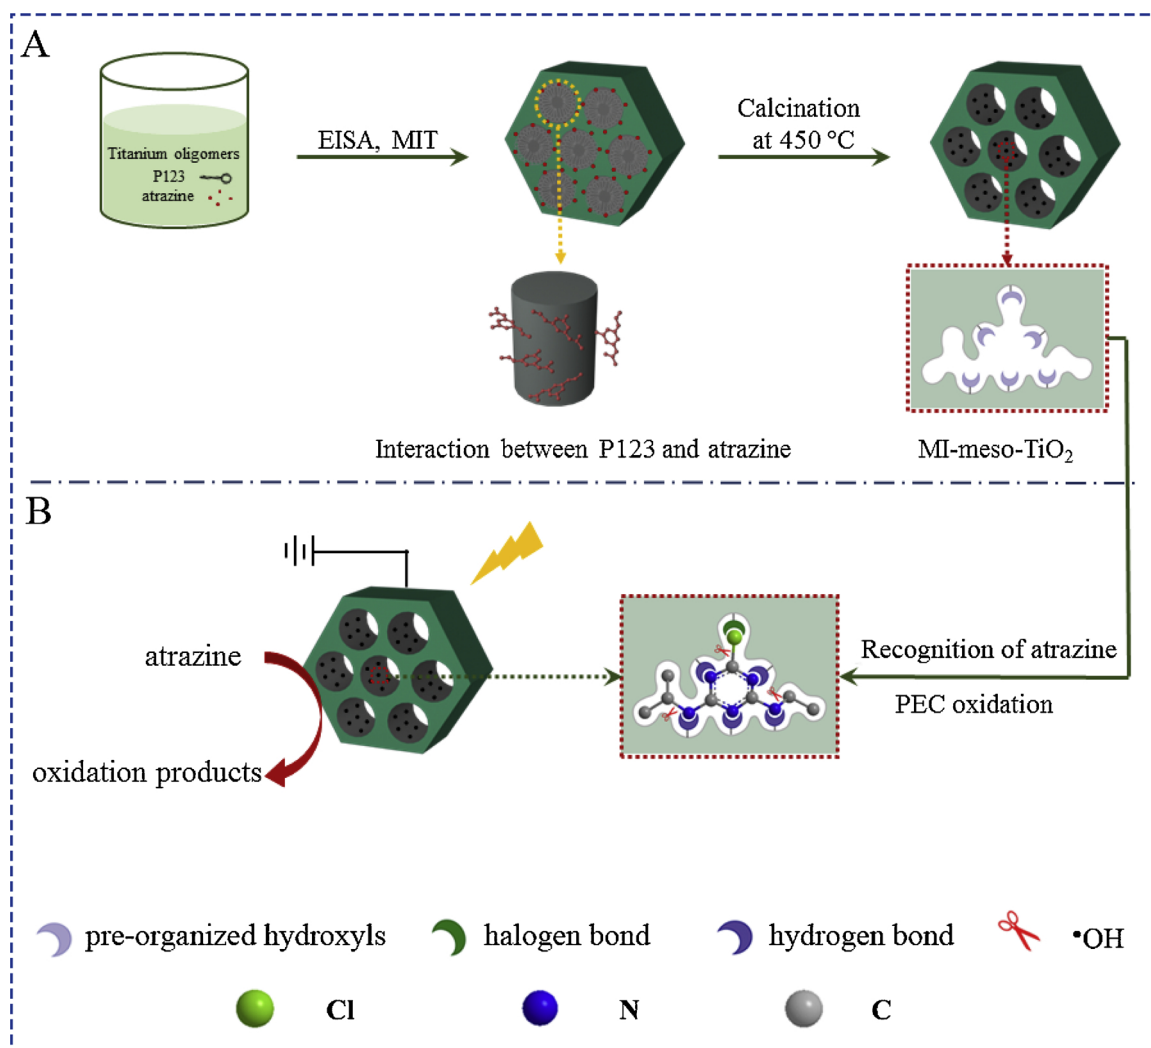 A
Titanium oligomers
P123
atrazine
EISA, MIT
Calcination
at 450 °C
Interaction between P123 and atrazine
MI-meso-TiO₂
B
atrazine
oxidation products
Recognition of atrazine
PEC oxidation
pre-organized hydroxyls
halogen bond
hydrogen bond
•OH
Cl
N
C